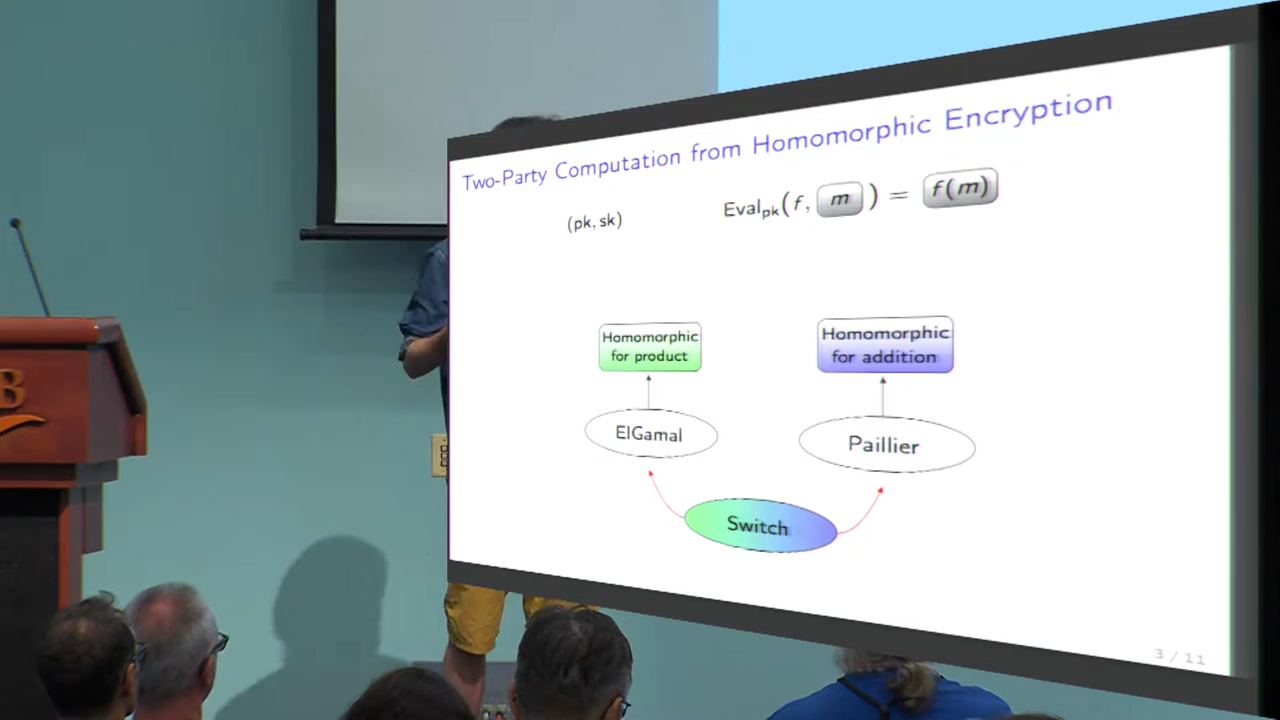 Two-Party Computation from Homomorphic Encryption
(pk, sk)
Eval_pk(f, m) = f(m)
Homomorphic
for product
Homomorphic
for addition
ElGamal
Paillier
Switch
3 / 11
B